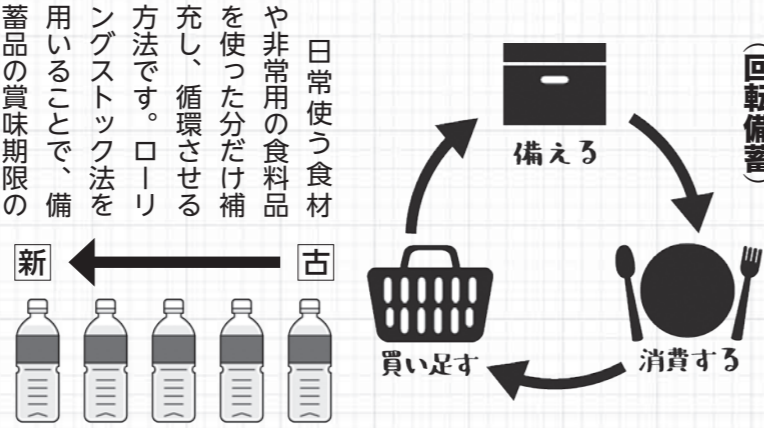 (回転備蓄)
備える
消費する
買い足す
日常使う食材
や非常用の食料品
を使った分だけ補
充し、循環させる
方法です。ローリ
ングストック法を
用いることで、備
蓄品の賞味期限の
古
新